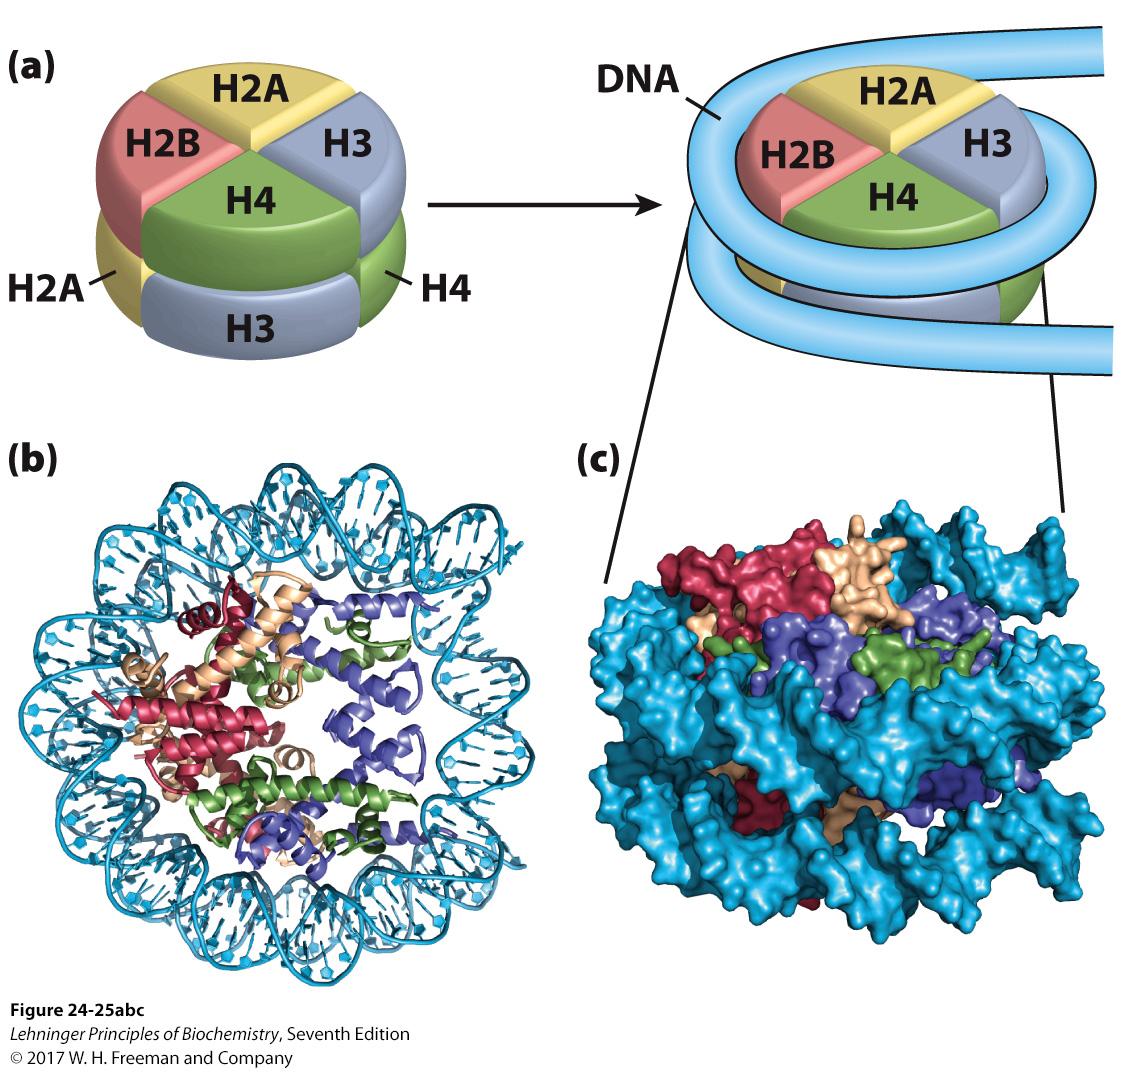 (a)
H2A
H2B
H3
H4
H2A
H4
H3
DNA
H2A
H2B
H3
H4
(b)
(c)
Figure 24-25abc
Lehninger Principles of Biochemistry, Seventh Edition
© 2017 W. H. Freeman and Company